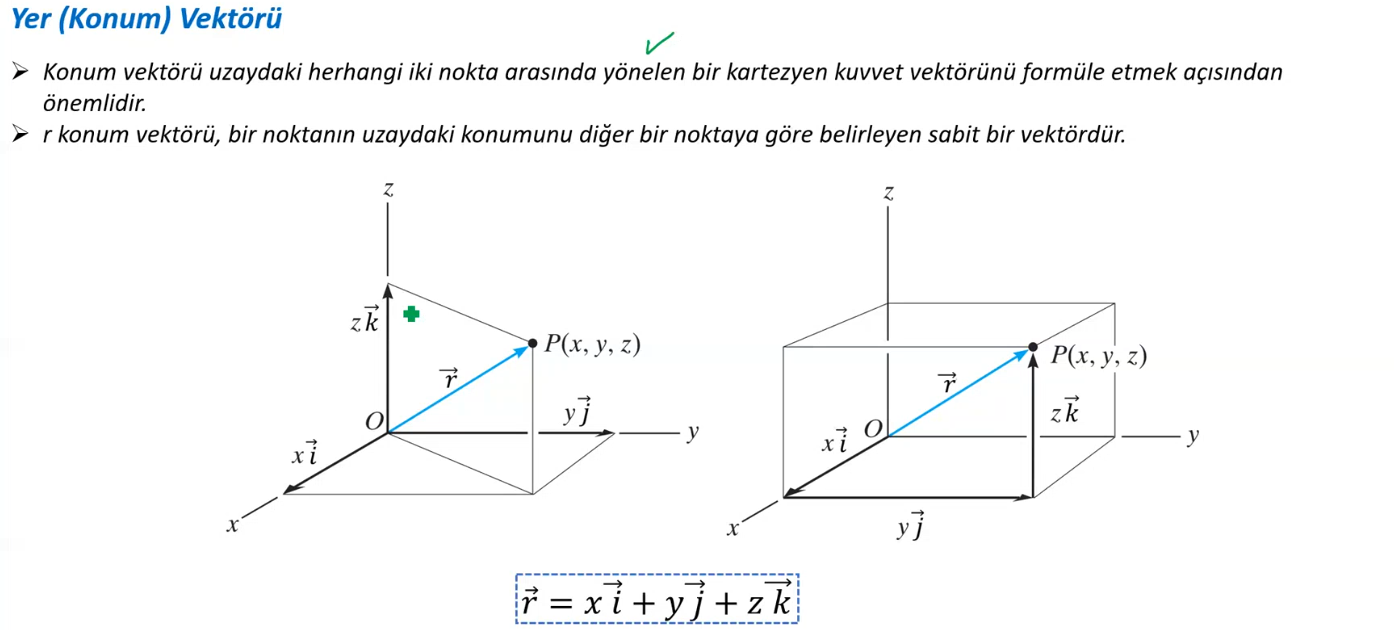 Yer (Konum) Vektörü
➢ Konum vektörü uzaydaki herhangi iki nokta arasında yönelen bir kartezyen kuvvet vektörünü formüle etmek açısından
önemlidir.
➢ r konum vektörü, bir noktanın uzaydaki konumunu diğer bir noktaya göre belirleyen sabit bir vektördür.
z
z k⃗
P(x, y, z)
r⃗
y j⃗
O
y
x i⃗
x
z
P(x, y, z)
r⃗
z k⃗
x i⃗
O
y
x
y j⃗
r⃗ = x i⃗ + y j⃗ + z k⃗